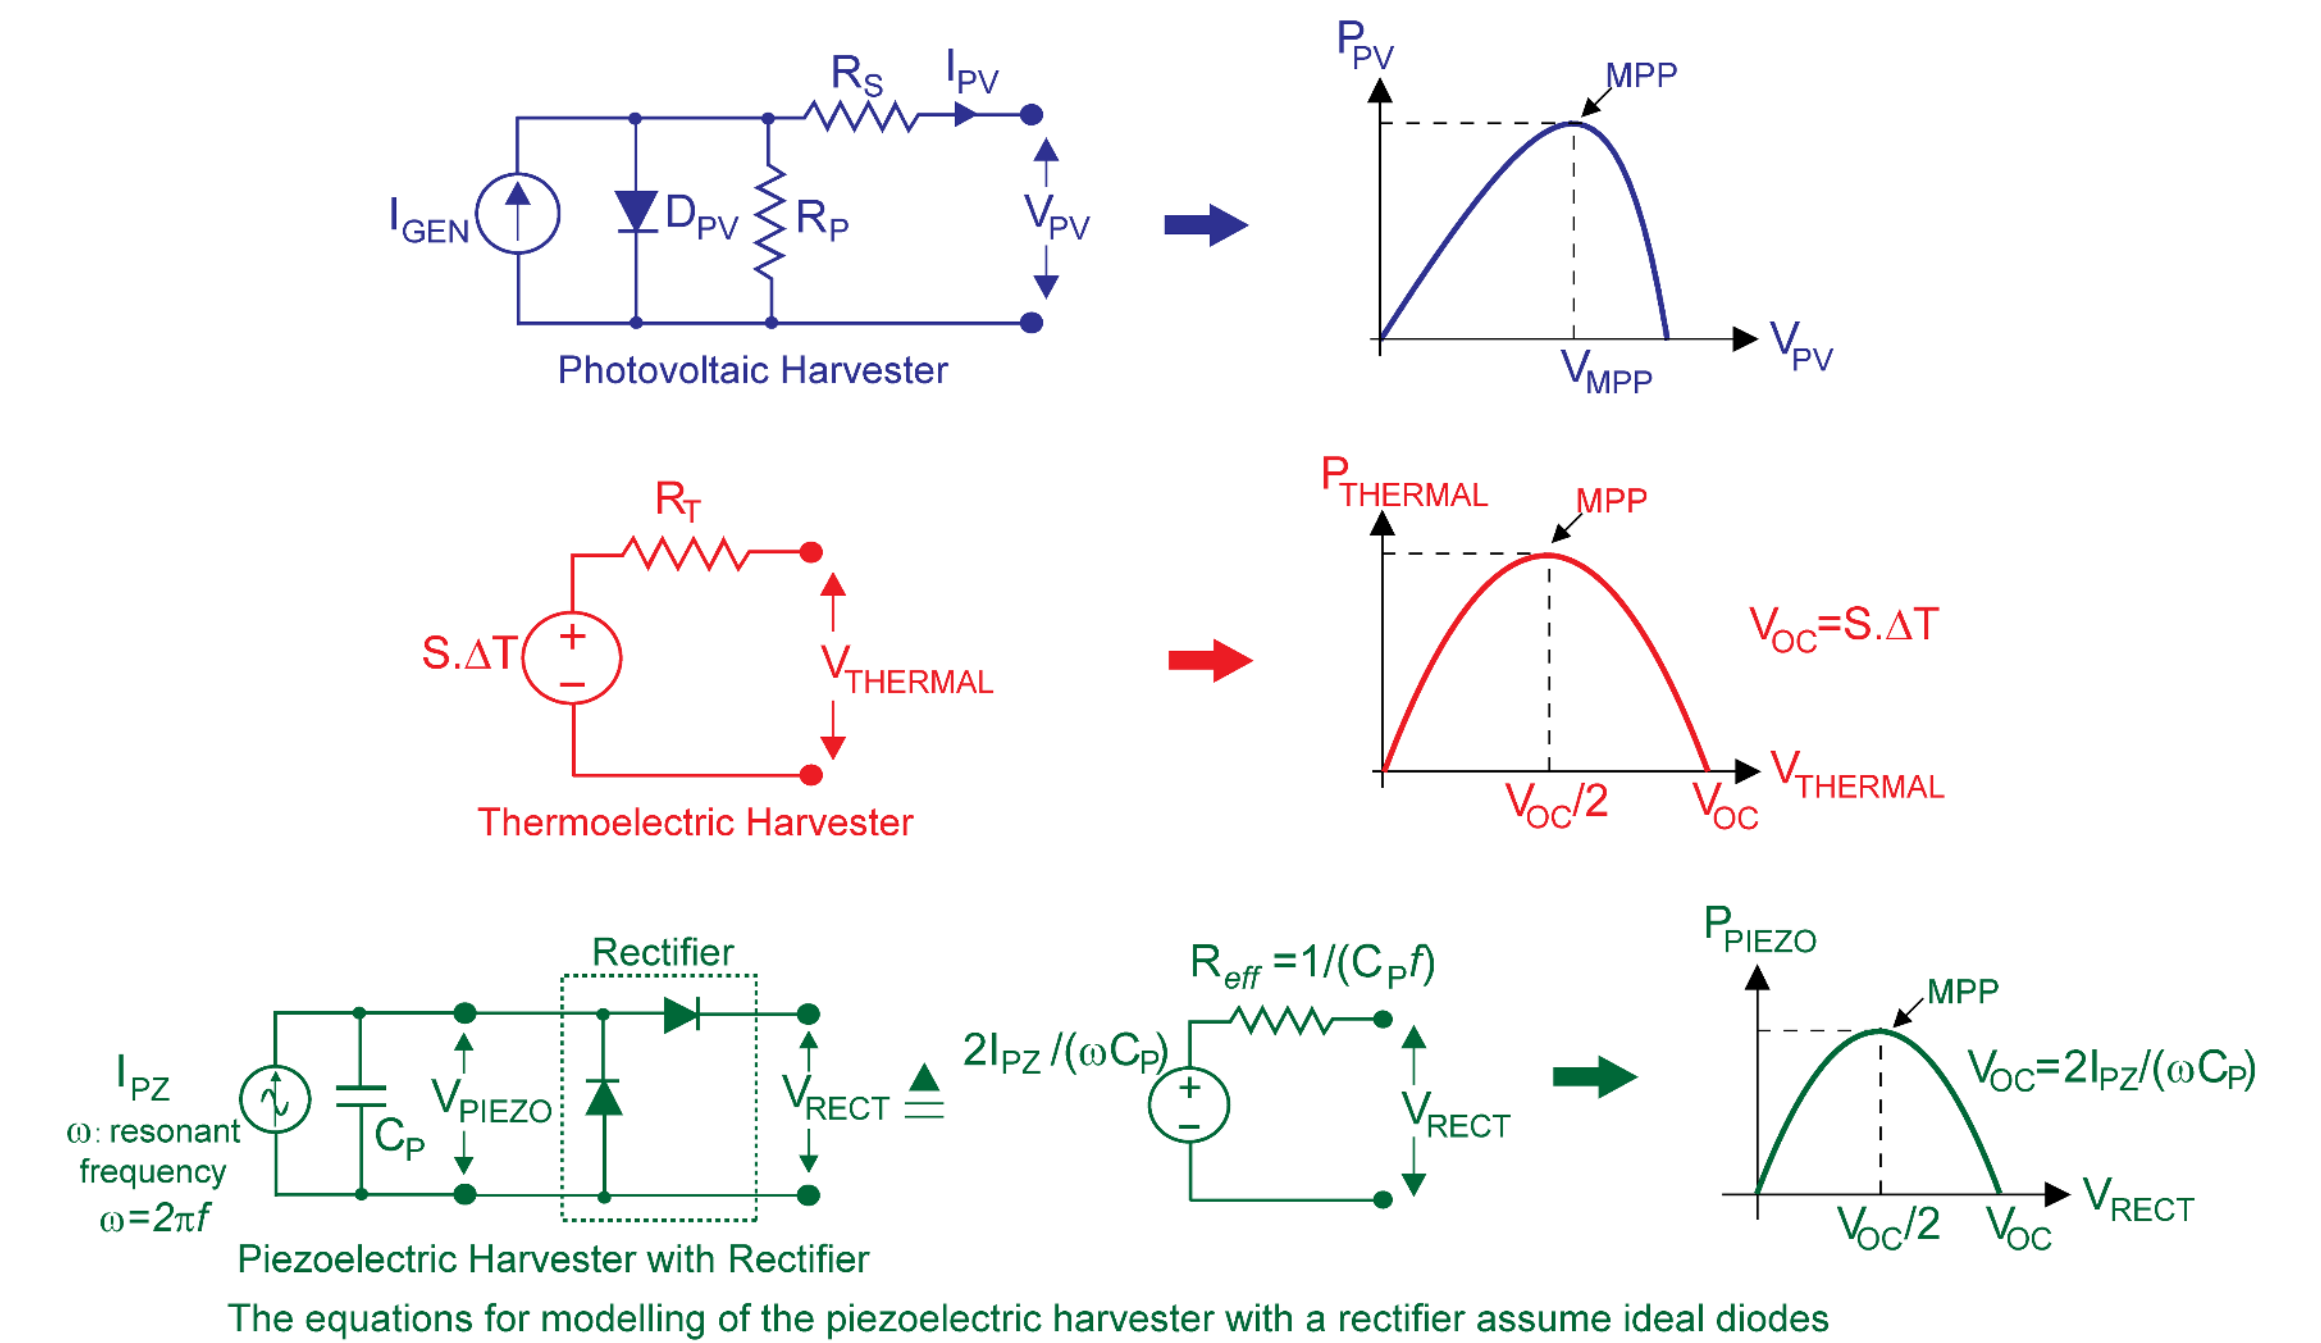 R_S
I_PV
I_GEN
D_PV
R_P
V_PV
Photovoltaic Harvester
P_PV
MPP
V_MPP
V_PV
R_T
S.ΔT
+
−
V_THERMAL
Thermoelectric Harvester
P_THERMAL
MPP
V_OC=S.ΔT
V_OC/2
V_OC
V_THERMAL
Rectifier
I_PZ
ω: resonant
frequency
ω=2πf
C_P
V_PIEZO
V_RECT
Piezoelectric Harvester with Rectifier
R_eff =1/(C_P f)
2I_PZ /(ωC_P)
+
−
V_RECT
P_PIEZO
MPP
V_OC=2I_PZ/(ωC_P)
V_OC/2
V_OC
V_RECT
The equations for modelling of the piezoelectric harvester with a rectifier assume ideal diodes